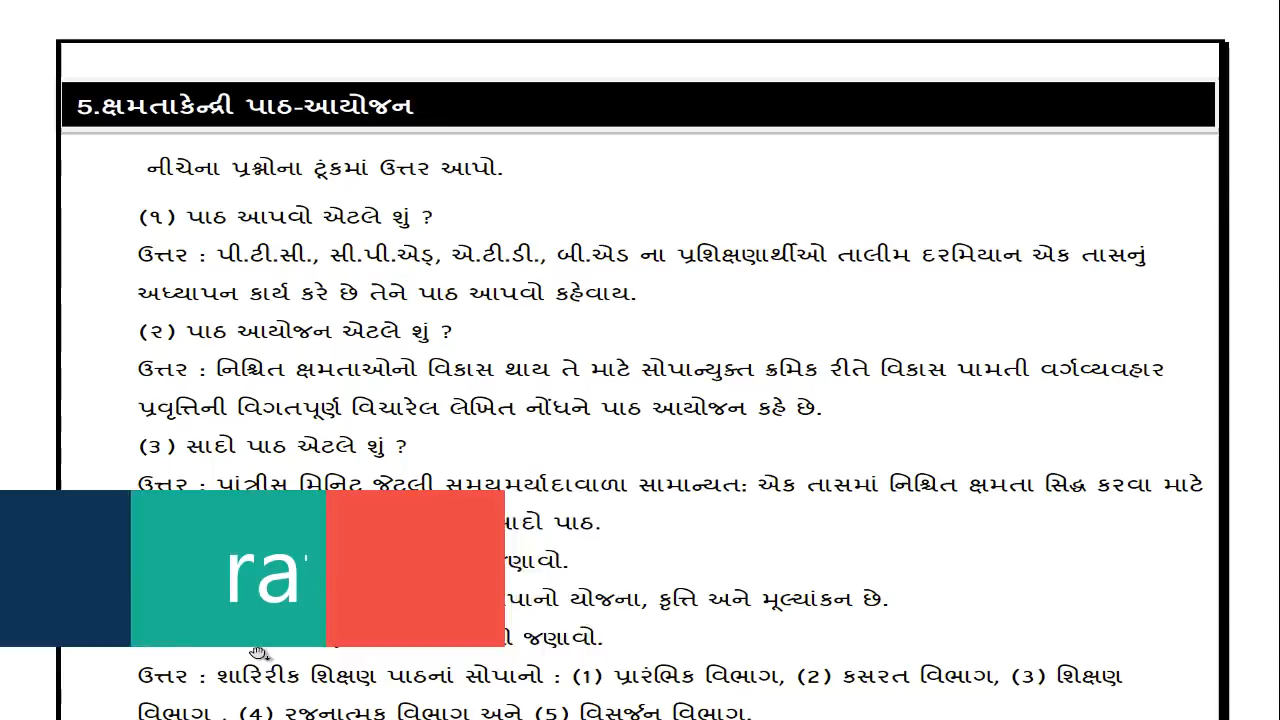 5.ક્ષમતાકેન્દ્રી પાઠ-આયોજન
નીચેના પ્રશ્નોના ટૂંકમાં ઉત્તર આપો.
(૧) પાઠ આપવો એટલે શું ?
ઉત્તર : પી.ટી.સી., સી.પી.એડ્, એ.ટી.ડી., બી.એડ ના પ્રશિક્ષણાર્થીઓ તાલીમ દરમિયાન એક તાસનું
અધ્યાપન કાર્ય કરે છે તેને પાઠ આપવો કહેવાય.
(૨) પાઠ આયોજન એટલે શું ?
ઉત્તર : નિશ્ચિત ક્ષમતાઓનો વિકાસ થાય તે માટે સોપાન્યુક્ત ક્રમિક રીતે વિકાસ પામતી વર્ગવ્યવહાર
પ્રવૃત્તિની વિગતપૂર્ણ વિચારેલ લેખિત નોંધને પાઠ આયોજન કહે છે.
(૩) સાદો પાઠ એટલે શું ?
ઉત્તર : પાંત્રીસ મિનિટ જેટલી સમયમર્યાદાવાળા સામાન્યત: એક તાસમાં નિશ્ચિત ક્ષમતા સિદ્ધ કરવા માટે
પાઠ.
યોજના, કૃત્તિ અને મૂલ્યાંકન છે.
ra
જણાવો.
ઉત્તર : શારિરીક શિક્ષણ પાઠનાં સોપાનો : (1) પ્રારંભિક વિભાગ, (2) કસરત વિભાગ, (3) શિક્ષણ
વિભાગ , (4) રજનાત્મક વિભાગ અને (5) વિસર્જન વિભાગ.